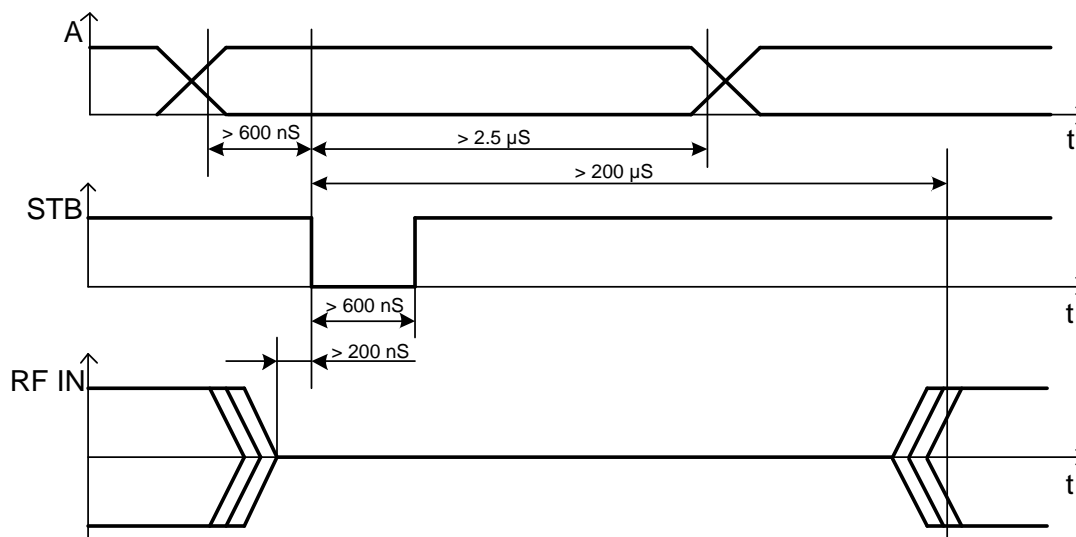 A
> 600 nS
> 2.5 µS
t
> 200 µS
STB
> 600 nS
t
> 200 nS
RF IN
t